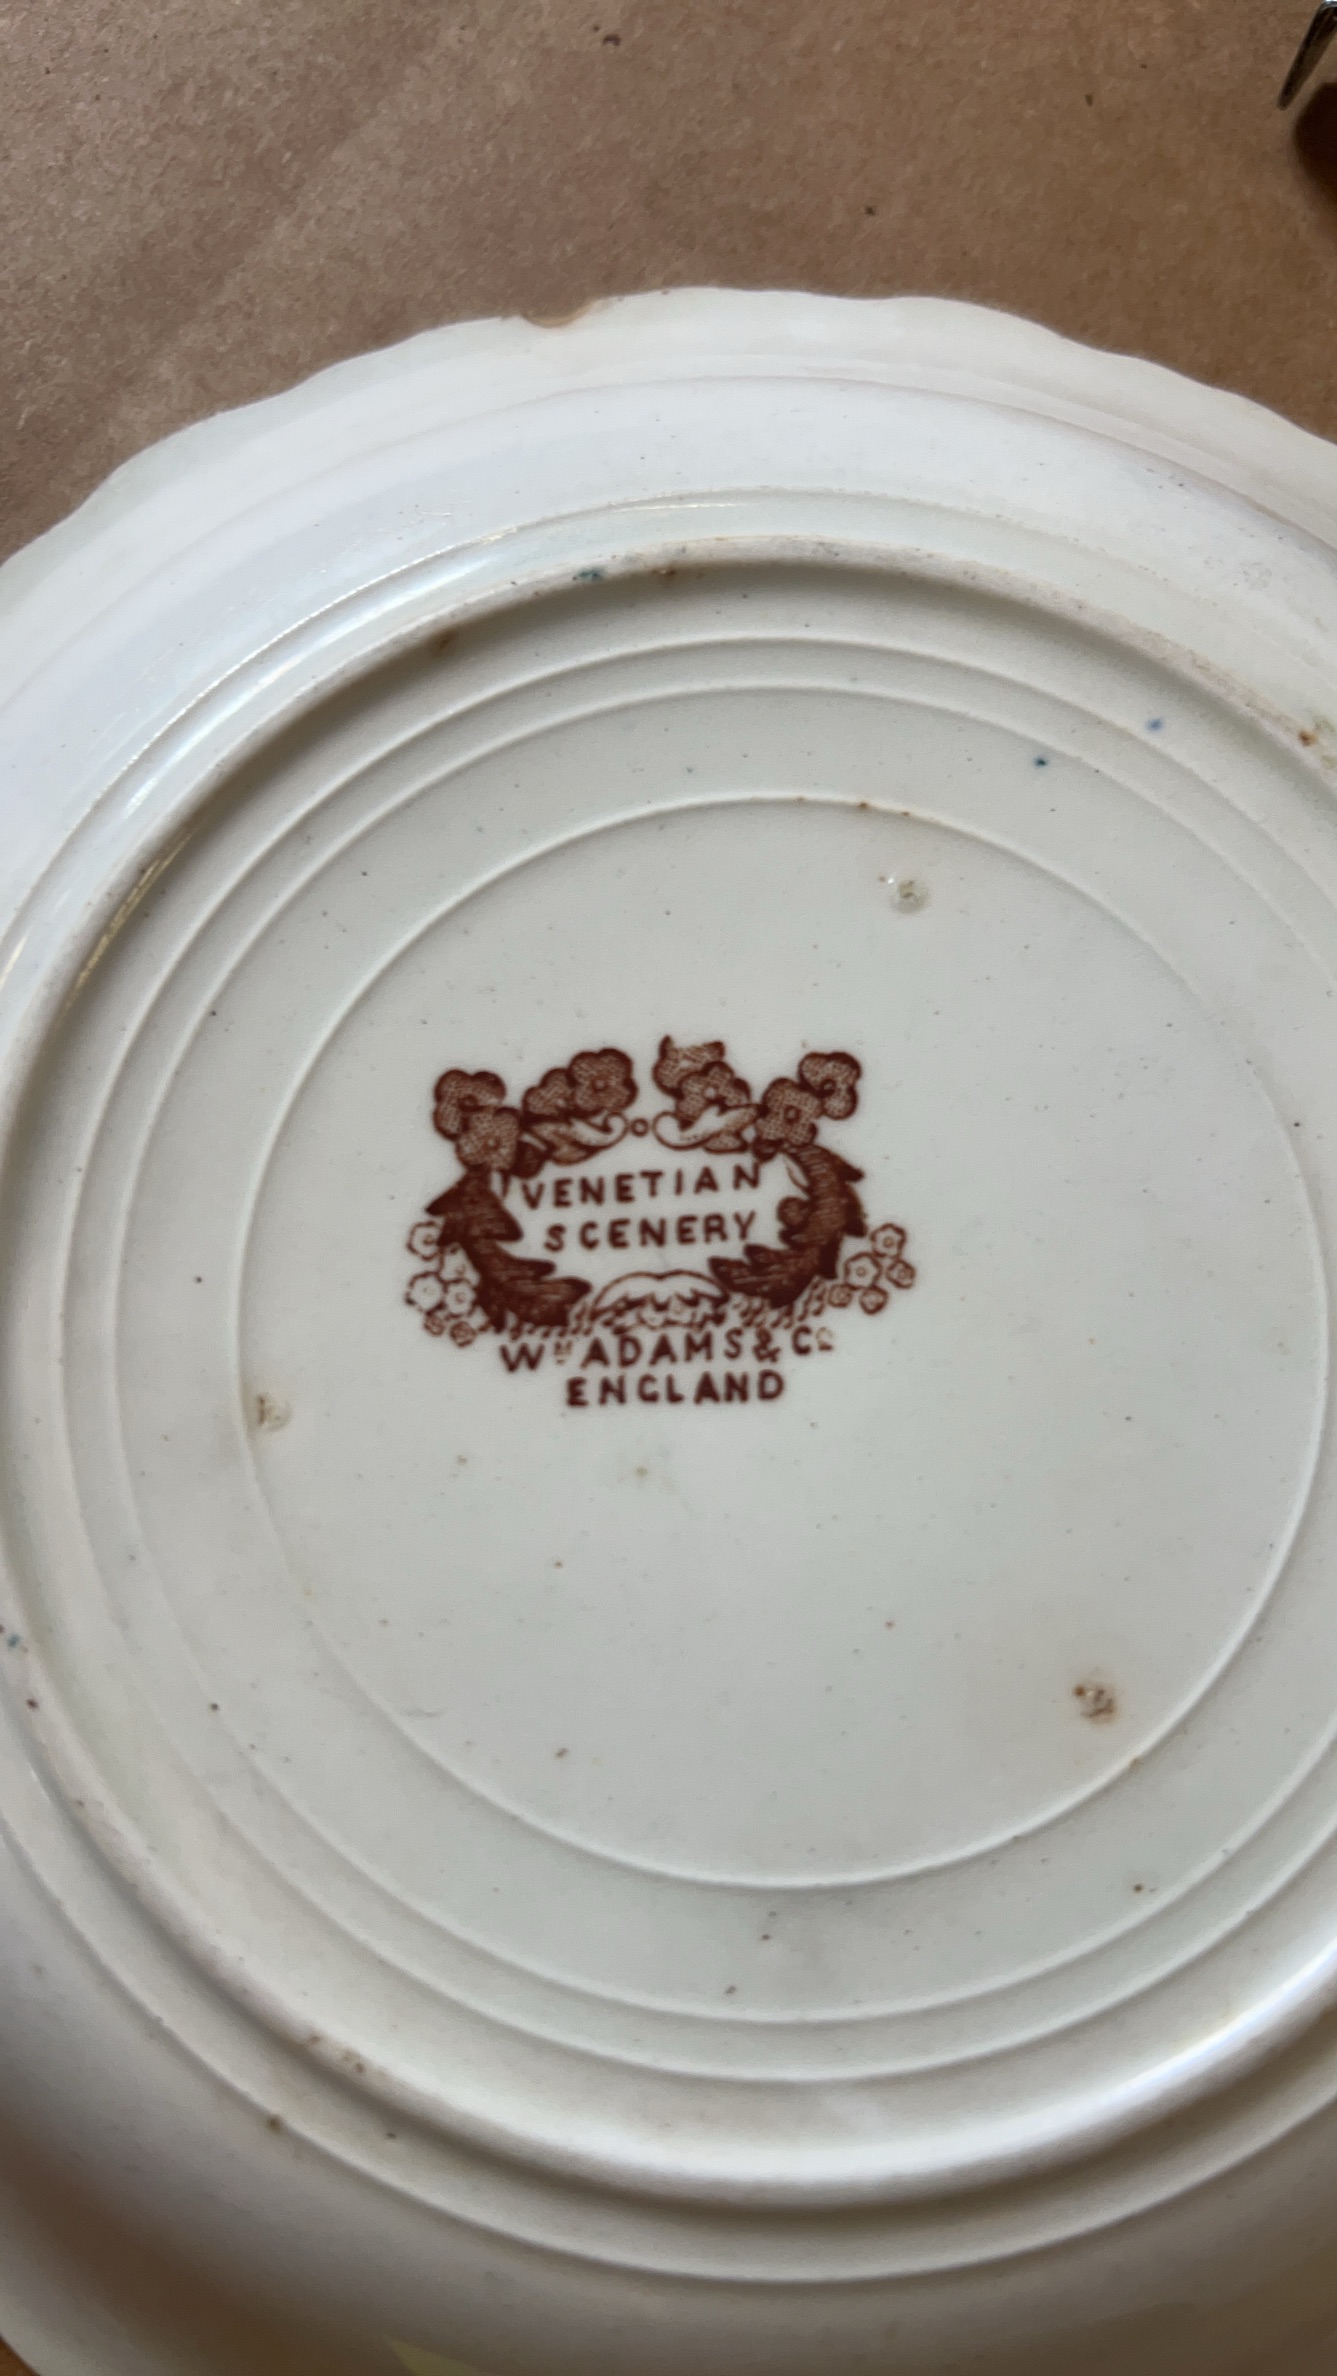 VENETIAN
SCENERY
Wᴹ ADAMS & Cº
ENGLAND